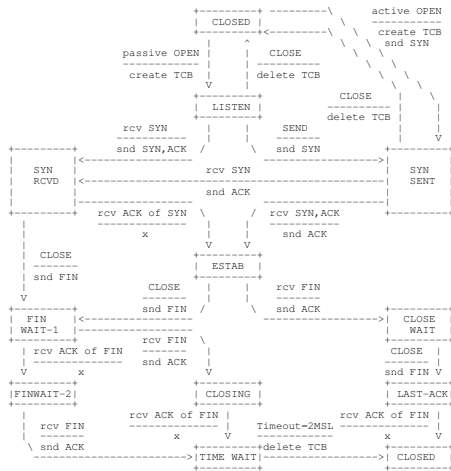 active OPEN
CLOSED
create TCB
snd SYN
passive OPEN CLOSE
create TCB delete TCB
CLOSE
LISTEN
delete TCB
rcv SYN SEND
snd SYN,ACK snd SYN
SYN rcv SYN SYN
RCVD SENT
snd ACK
rcv ACK of SYN rcv SYN,ACK
x snd ACK
CLOSE
snd FIN
ESTAB
CLOSE rcv FIN
snd FIN snd ACK
FIN CLOSE
WAIT-1 rcv FIN WAIT
rcv ACK of FIN snd ACK CLOSE
x snd FIN V
V V
FINWAIT-2 CLOSING LAST-ACK
rcv ACK of FIN rcv ACK of FIN
rcv FIN Timeout=2MSL
x V x V
snd ACK delete TCB
TIME WAIT CLOSED